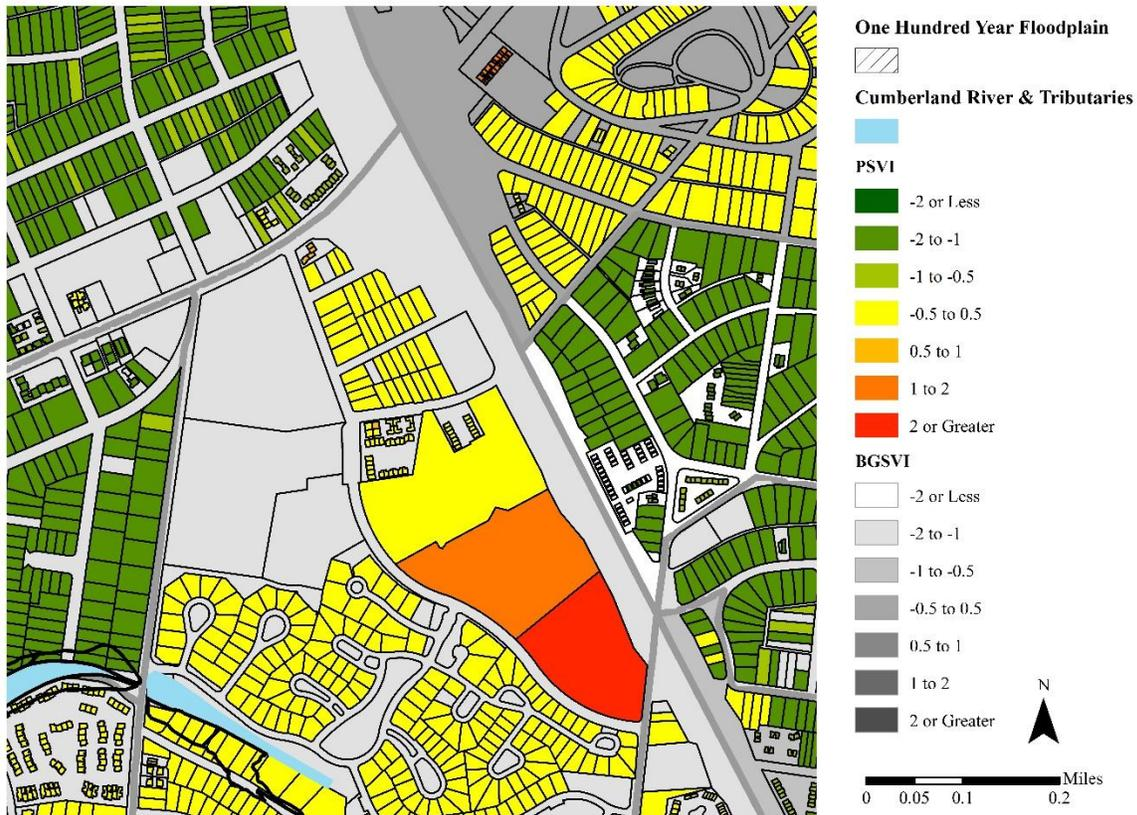 One Hundred Year Floodplain
Cumberland River & Tributaries
PSVI
-2 or Less
-2 to -1
-1 to -0.5
-0.5 to 0.5
0.5 to 1
1 to 2
2 or Greater
BGSVI
-2 or Less
-2 to -1
-1 to -0.5
-0.5 to 0.5
0.5 to 1
1 to 2
2 or Greater
N
Miles
0 0.05 0.1 0.2